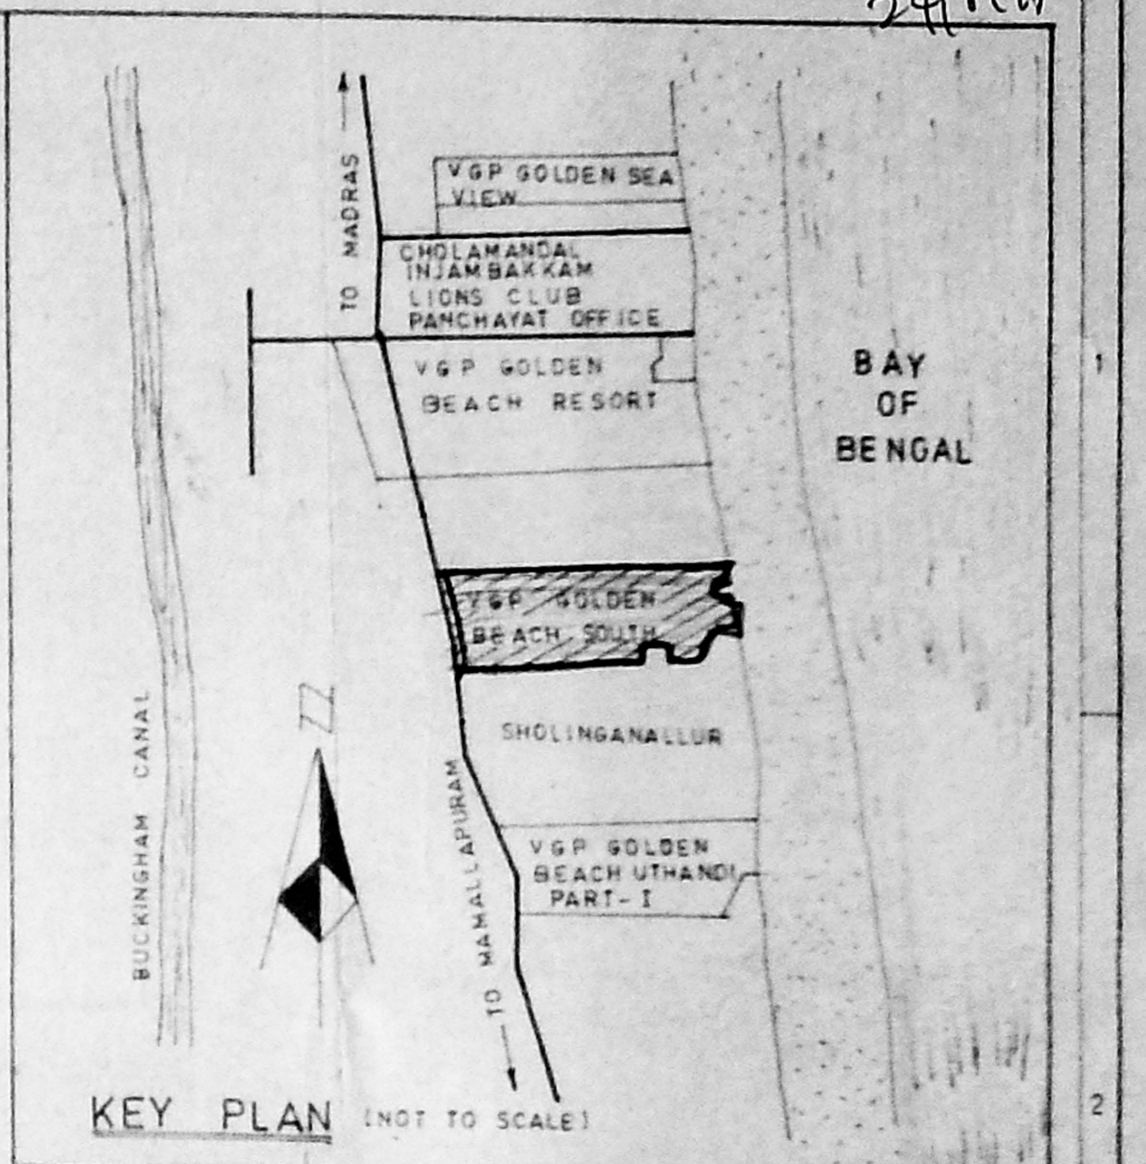 VGP GOLDEN SEA
VIEW
TO MADRAS
CHOLAMANDAL
INJAMBAKKAM
LIONS CLUB
PANCHAYAT OFFICE
VGP GOLDEN
BEACH RESORT
BAY
OF
BENGAL
1
VGP GOLDEN
BEACH SOUTH
SHOLINGANALLUR
BUCKINGHAM CANAL
TO MAMALLAPURAM
VGP GOLDEN
BEACH UTHANDI
PART-I
KEY PLAN (NOT TO SCALE)
2